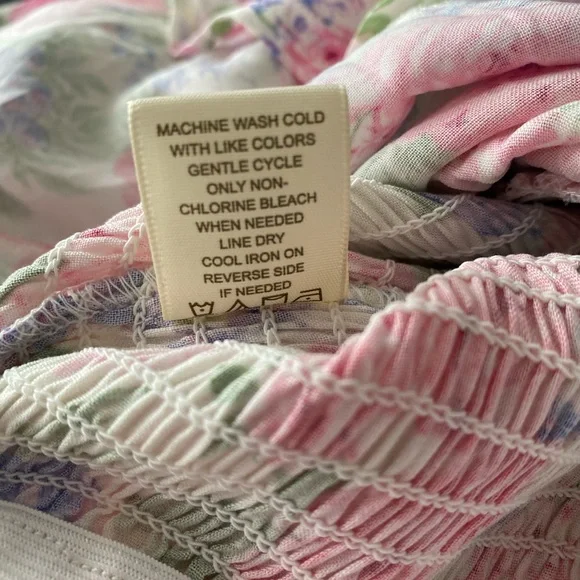 MACHINE WASH COLD
WITH LIKE COLORS
GENTLE CYCLE
ONLY NON-
CHLORINE BLEACH
WHEN NEEDED
LINE DRY
COOL IRON ON
REVERSE SIDE
IF NEEDED